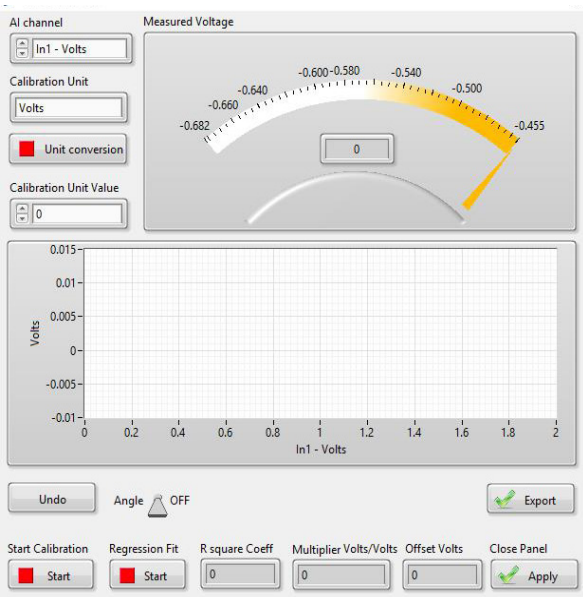 AI channel
In1 - Volts
Calibration Unit
Volts
Unit conversion
Calibration Unit Value
0
Measured Voltage
-0.682
-0.660
-0.640
-0.600
-0.580
-0.540
-0.500
-0.455
0
Volts
0.015
0.01
0.005
0
-0.005
-0.01
0 0.2 0.4 0.6 0.8 1 1.2 1.4 1.6 1.8 2
In1 - Volts
Undo
Angle OFF
Export
Start Calibration
Start
Regression Fit
Start
R square Coeff
0
Multiplier Volts/Volts
0
Offset Volts
0
Close Panel
Apply